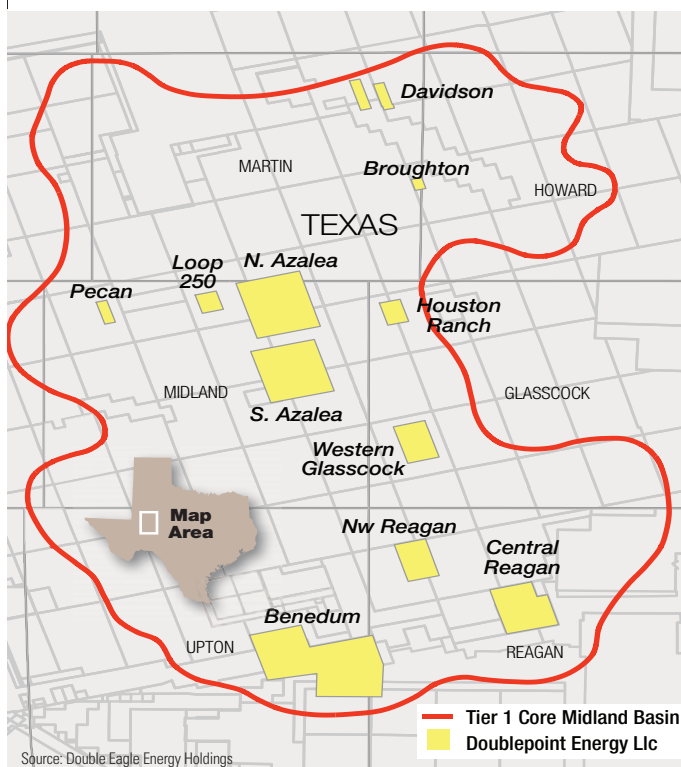 Davidson
MARTIN
Broughton
HOWARD
TEXAS
N. Azalea
Loop
250
Pecan
Houston
Ranch
MIDLAND
GLASSCOCK
S. Azalea
Western
Glasscock
Map
Area
Nw Reagan
Central
Reagan
Benedum
UPTON
REAGAN
Tier 1 Core Midland Basin
Doublepoint Energy Llc
Source: Double Eagle Energy Holdings